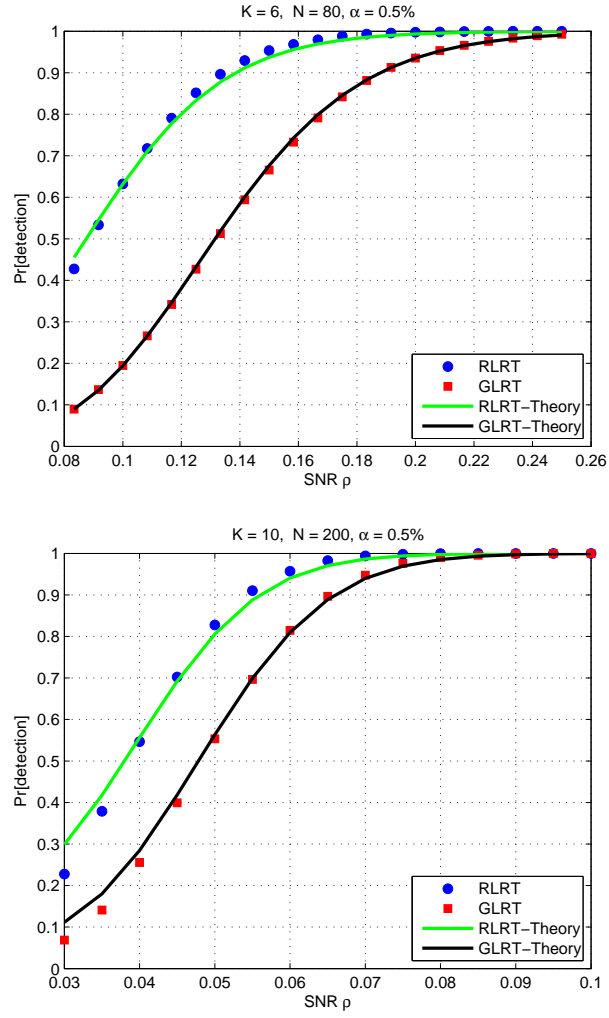 K = 6, N = 80, α = 0.5%
1
0.9
0.8
0.7
0.6
0.5
0.4
0.3
0.2
0.1
0
Pr[detection]
RLRT
GLRT
RLRT−Theory
GLRT−Theory
0.08 0.1 0.12 0.14 0.16 0.18 0.2 0.22 0.24 0.26
SNR ρ
K = 10, N = 200, α = 0.5%
1
0.9
0.8
0.7
0.6
0.5
0.4
0.3
0.2
0.1
0
Pr[detection]
RLRT
GLRT
RLRT−Theory
GLRT−Theory
0.03 0.04 0.05 0.06 0.07 0.08 0.09 0.1
SNR ρ